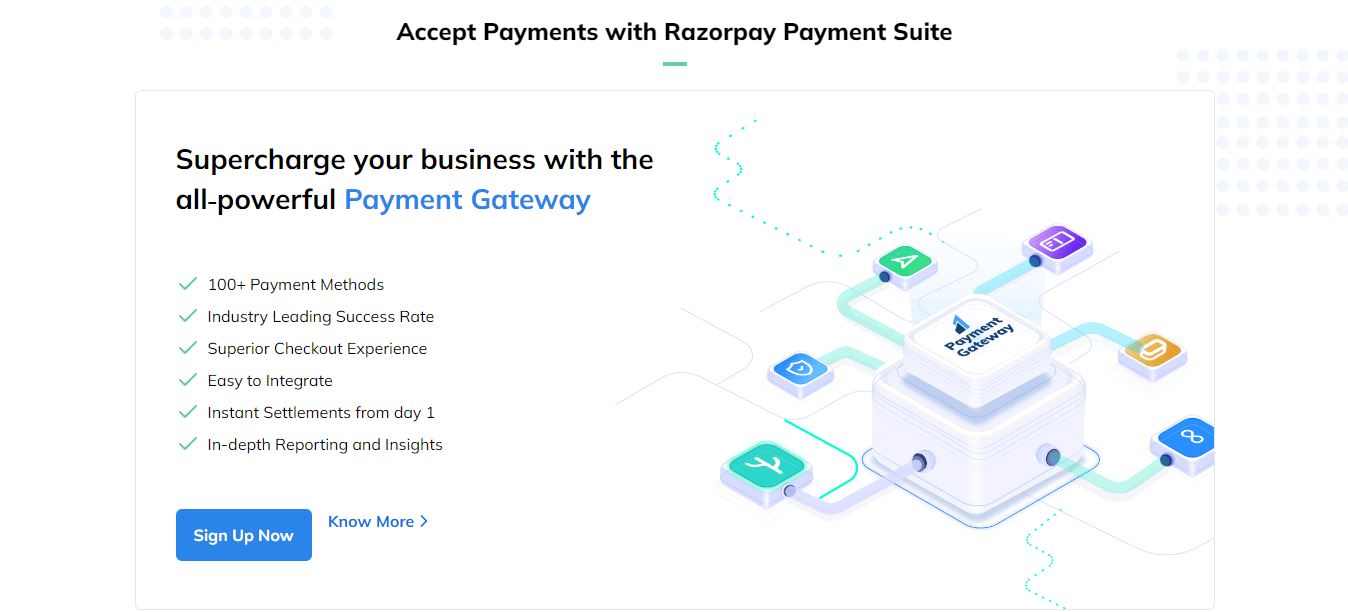 Accept Payments with Razorpay Payment Suite
Supercharge your business with the
all-powerful Payment Gateway
100+ Payment Methods
Industry Leading Success Rate
Superior Checkout Experience
Easy to Integrate
Instant Settlements from day 1
In-depth Reporting and Insights
Sign Up Now
Know More
Payment
Gateway